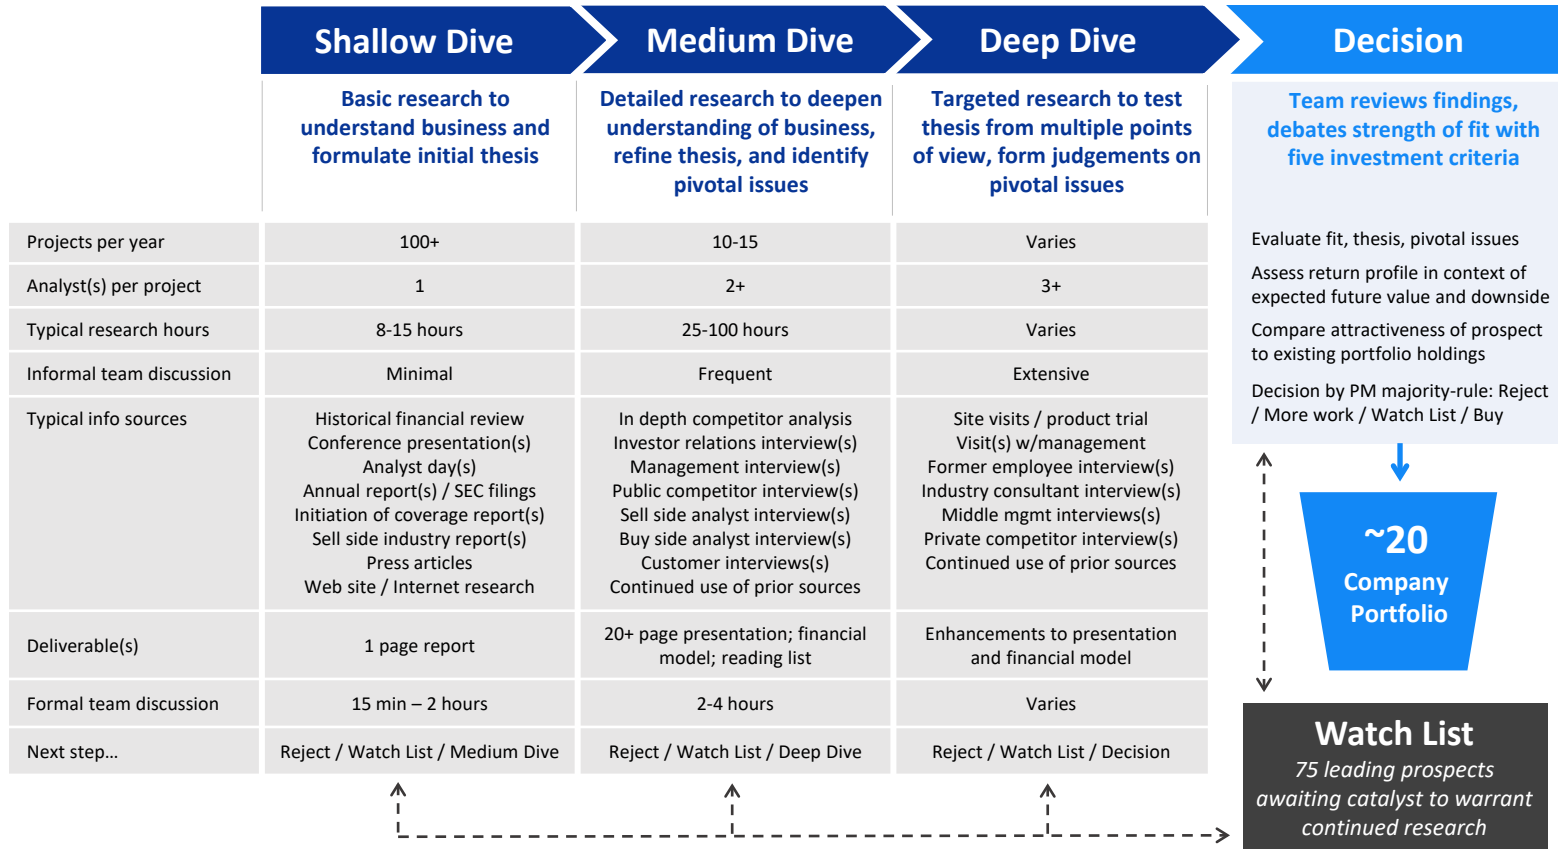 Shallow Dive
Medium Dive
Deep Dive
Decision
Basic research to
understand business and
formulate initial thesis
Detailed research to deepen
understanding of business,
refine thesis, and identify
pivotal issues
Targeted research to test
thesis from multiple points
of view, form judgements on
pivotal issues
Team reviews findings,
debates strength of fit with
five investment criteria
Projects per year
100+
10-15
Varies
Analyst(s) per project
1
2+
3+
Typical research hours
8-15 hours
25-100 hours
Varies
Informal team discussion
Minimal
Frequent
Extensive
Typical info sources
Historical financial review
Conference presentation(s)
Analyst day(s)
Annual report(s) / SEC filings
Initiation of coverage report(s)
Sell side industry report(s)
Press articles
Web site / Internet research
In depth competitor analysis
Investor relations interview(s)
Management interview(s)
Public competitor interview(s)
Sell side analyst interview(s)
Buy side analyst interview(s)
Customer interviews(s)
Continued use of prior sources
Site visits / product trial
Visit(s) w/management
Former employee interview(s)
Industry consultant interview(s)
Middle mgmt interviews(s)
Private competitor interview(s)
Continued use of prior sources
Deliverable(s)
1 page report
20+ page presentation; financial
model; reading list
Enhancements to presentation
and financial model
Formal team discussion
15 min – 2 hours
2-4 hours
Varies
Next step…
Reject / Watch List / Medium Dive
Reject / Watch List / Deep Dive
Reject / Watch List / Decision
Evaluate fit, thesis, pivotal issues
Assess return profile in context of
expected future value and downside
Compare attractiveness of prospect
to existing portfolio holdings
Decision by PM majority-rule: Reject
/ More work / Watch List / Buy
~20
Company
Portfolio
Watch List
75 leading prospects
awaiting catalyst to warrant
continued research